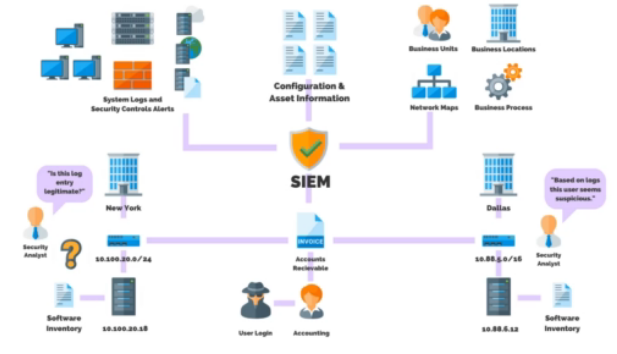 Business Units
Business Locations
Configuration &
Asset Information
System Logs and
Security Controls Alerts
Network Maps
Business Process
SIEM
"Is this log
entry
legitimate?"
New York
Dallas
"Based on logs
this user seems
suspicious."
Security
Analyst
10.100.20.0/24
INVOICE
Accounts
Recievable
10.88.5.0/16
Security
Analyst
Software
Inventory
10.100.20.18
User Login
Accounting
10.88.6.12
Software
Inventory